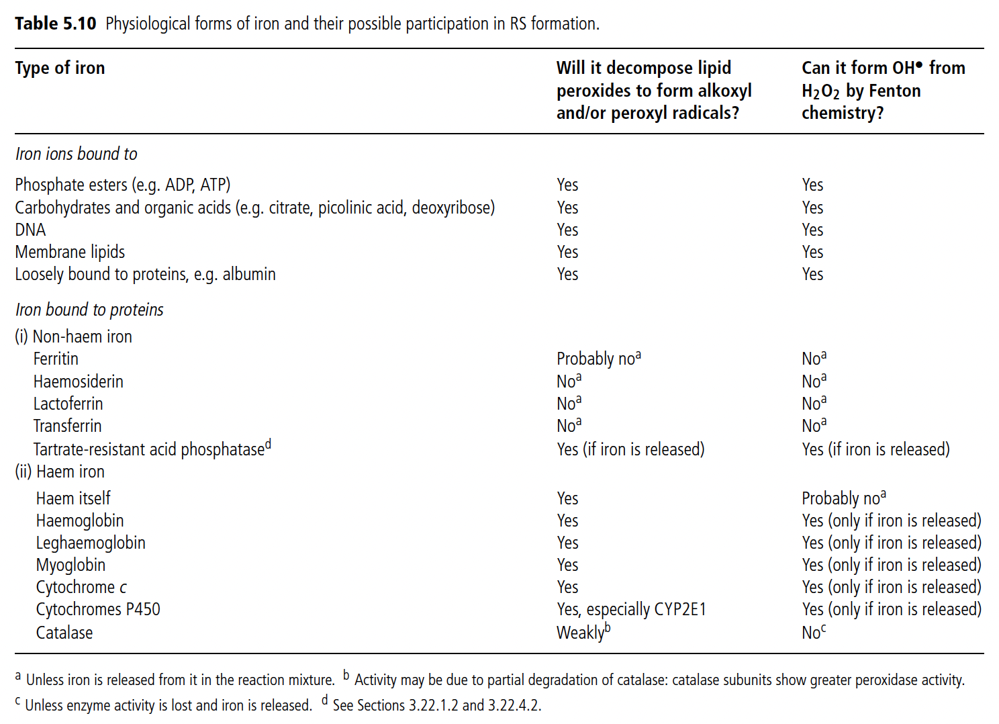 Table 5.10 Physiological forms of iron and their possible participation in RS formation.
Type of iron Will it decompose lipid peroxides to form alkoxyl and/or peroxyl radicals? Can it form OH• from H₂O₂ by Fenton chemistry?
Iron ions bound to
Phosphate esters (e.g. ADP, ATP) Yes Yes
Carbohydrates and organic acids (e.g. citrate, picolinic acid, deoxyribose) Yes Yes
DNA Yes Yes
Membrane lipids Yes Yes
Loosely bound to proteins, e.g. albumin Yes Yes
Iron bound to proteins
(i) Non-haem iron
Ferritin Probably noᵃ Noᵃ
Haemosiderin Noᵃ Noᵃ
Lactoferrin Noᵃ Noᵃ
Transferrin Noᵃ Noᵃ
Tartrate-resistant acid phosphataseᵈ Yes (if iron is released) Yes (if iron is released)
(ii) Haem iron
Haem itself Yes Probably noᵃ
Haemoglobin Yes Yes (only if iron is released)
Leghaemoglobin Yes Yes (only if iron is released)
Myoglobin Yes Yes (only if iron is released)
Cytochrome c Yes Yes (only if iron is released)
Cytochromes P450 Yes, especially CYP2E1 Yes (only if iron is released)
Catalase Weaklyᵇ Noᶜ
ᵃ Unless iron is released from it in the reaction mixture. ᵇ Activity may be due to partial degradation of catalase: catalase subunits show greater peroxidase activity.
ᶜ Unless enzyme activity is lost and iron is released. ᵈ See Sections 3.22.1.2 and 3.22.4.2.